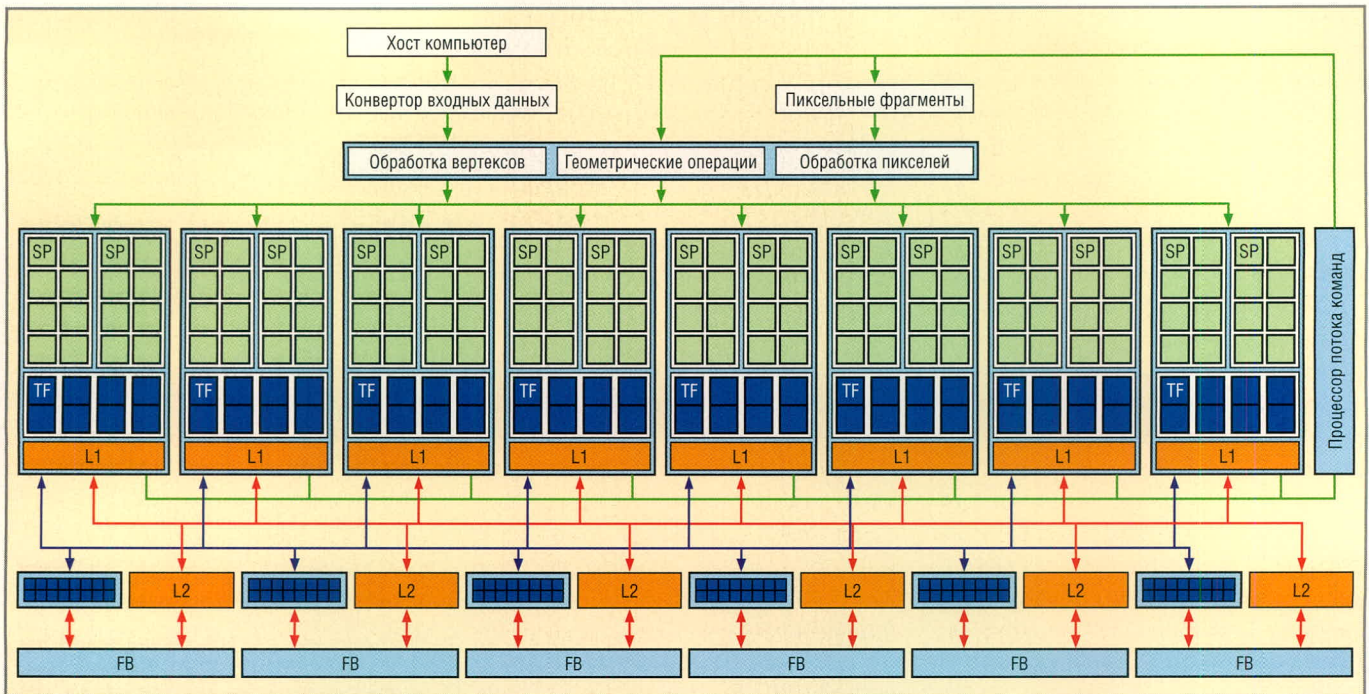 Хост компьютер
Конвертор входных данных
Пиксельные фрагменты
Обработка вертексов
Геометрические операции
Обработка пикселей
SP SP SP SP SP SP SP SP SP SP SP SP SP SP SP SP
TF TF TF TF TF TF TF TF
L1 L1 L1 L1 L1 L1 L1 L1
Процессор потока команд
L2 L2 L2 L2 L2 L2
FB FB FB FB FB FB